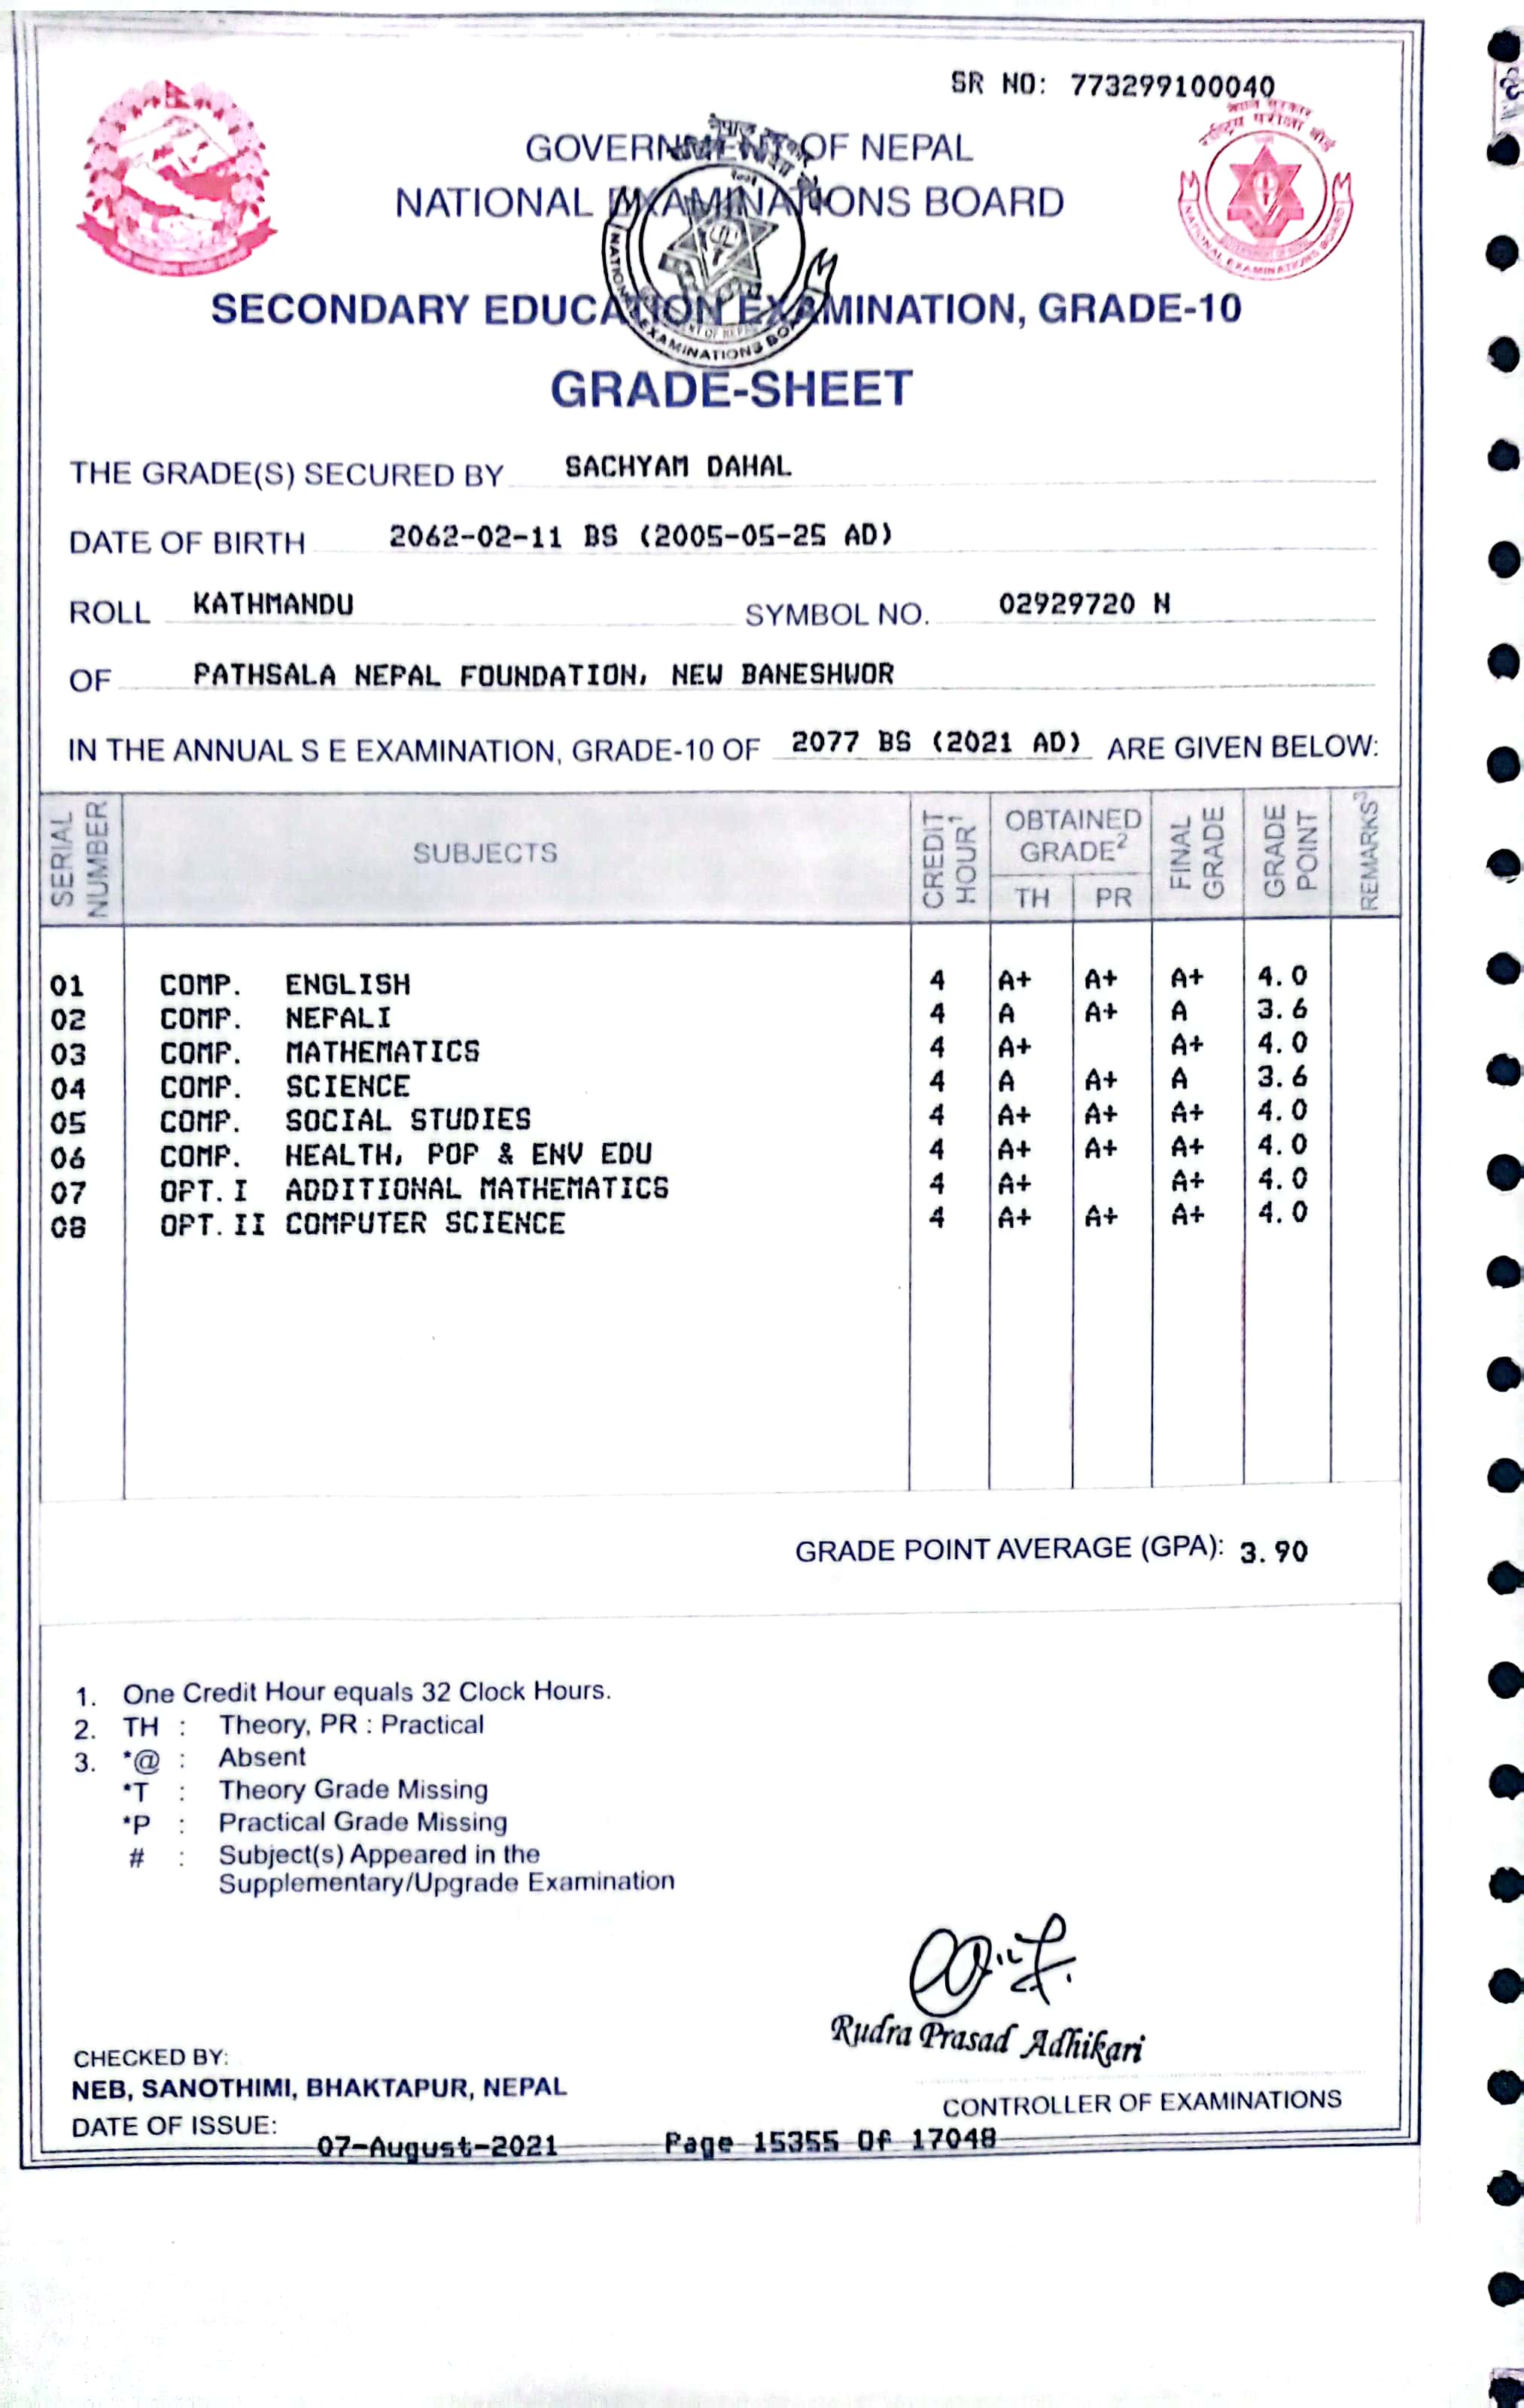 SR NO: 773299100040
GOVERNMENT OF NEPAL
NATIONAL EXAMINATIONS BOARD
SECONDARY EDUCATION EXAMINATION, GRADE-10
GRADE-SHEET
NATIONAL EXAMINATIONS BOARD
THE GRADE(S) SECURED BY SACHYAM DAHAL
DATE OF BIRTH 2062-02-11 BS (2005-05-25 AD)
ROLL KATHMANDU SYMBOL NO. 02929720 N
OF PATHSALA NEPAL FOUNDATION, NEW BANESHWOR
IN THE ANNUAL S E EXAMINATION, GRADE-10 OF 2077 BS (2021 AD) ARE GIVEN BELOW:
SERIAL NUMBER SUBJECTS CREDIT HOUR¹ OBTAINED GRADE² FINAL GRADE GRADE POINT REMARKS³
TH PR
01 COMP. ENGLISH 4 A+ A+ A+ 4.0
02 COMP. NEPALI 4 A A+ A 3.6
03 COMP. MATHEMATICS 4 A+ A+ 4.0
04 COMP. SCIENCE 4 A A+ A 3.6
05 COMP. SOCIAL STUDIES 4 A+ A+ A+ 4.0
06 COMP. HEALTH, POP & ENV EDU 4 A+ A+ A+ 4.0
07 OPT.I ADDITIONAL MATHEMATICS 4 A+ A+ 4.0
08 OPT.II COMPUTER SCIENCE 4 A+ A+ A+ 4.0
GRADE POINT AVERAGE (GPA): 3.90
1. One Credit Hour equals 32 Clock Hours.
2. TH : Theory, PR : Practical
3. *@ : Absent
*T : Theory Grade Missing
*P : Practical Grade Missing
# : Subject(s) Appeared in the
Supplementary/Upgrade Examination
Rudra Prasad Adhikari
CHECKED BY:
NEB, SANOTHIMI, BHAKTAPUR, NEPAL
CONTROLLER OF EXAMINATIONS
DATE OF ISSUE: 07-August-2021 Page 15355 Of 17048